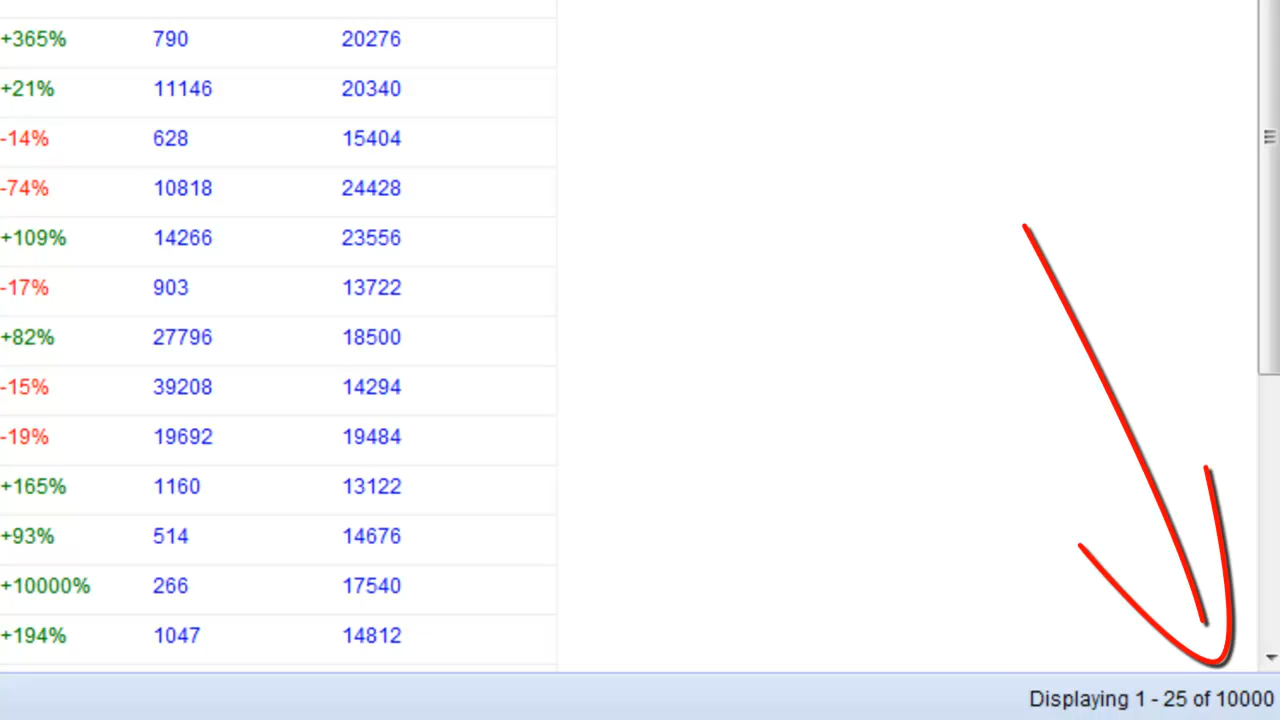 +365% 790 20276
+21% 11146 20340
-14% 628 15404
-74% 10818 24428
+109% 14266 23556
-17% 903 13722
+82% 27796 18500
-15% 39208 14294
-19% 19692 19484
+165% 1160 13122
+93% 514 14676
+10000% 266 17540
+194% 1047 14812
Displaying 1 - 25 of 10000